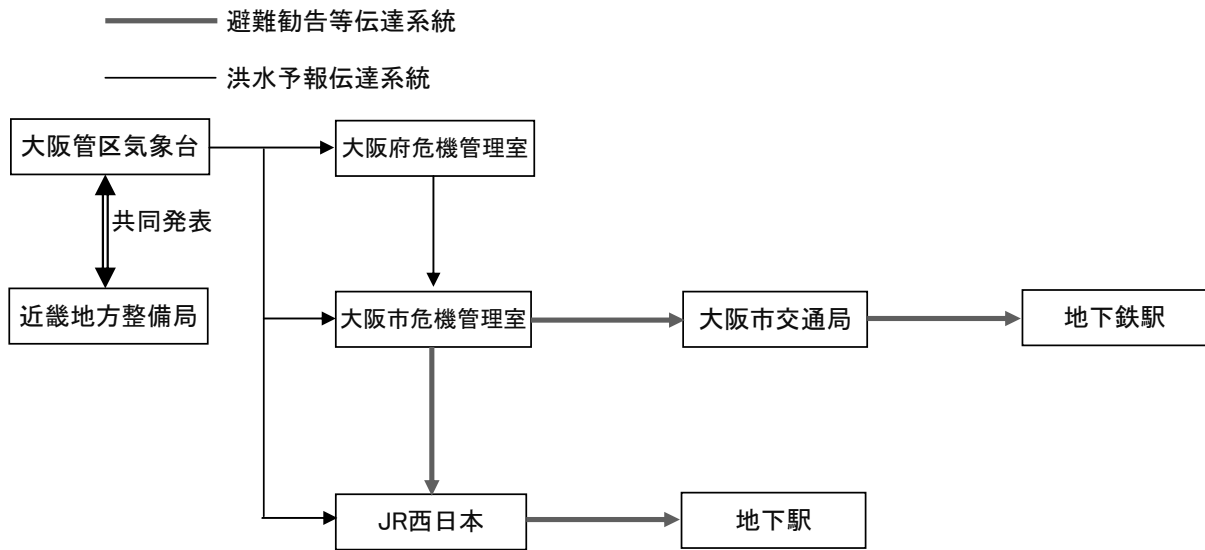 避難勧告等伝達系統
洪水予報伝達系統
大阪管区気象台
大阪府危機管理室
共同発表
近畿地方整備局
大阪市危機管理室
大阪市交通局
地下鉄駅
JR西日本
地下駅